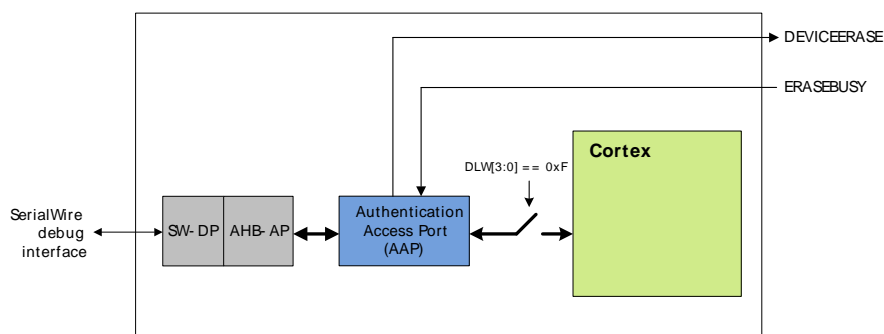 DEVICEERASE
ERASEBUSY
Cortex
DLW[3:0] == 0xF
SerialWire
debug
interface
SW-DP
AHB-AP
Authentication
Access Port
(AAP)